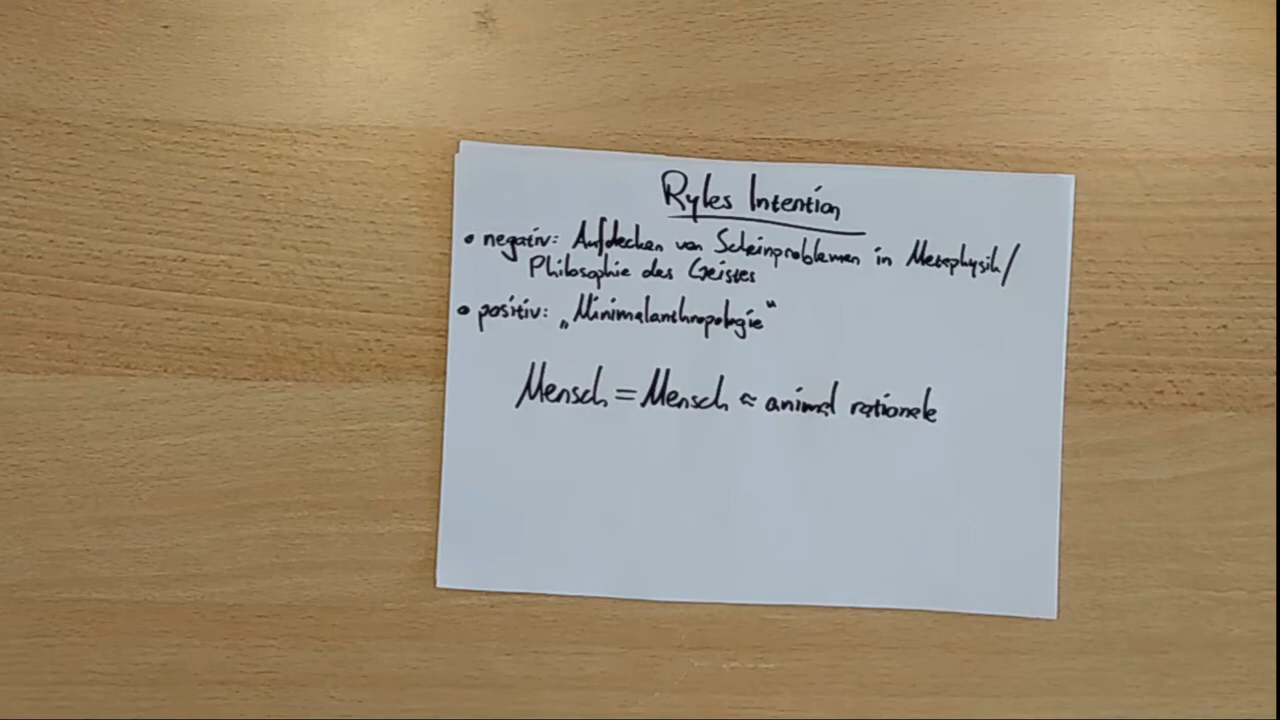 Ryles Intention
• negativ: Aufdecken von Scheinproblemen in Metaphysik/
Philosophie des Geistes
• positiv: „Minimalanthropologie“
Mensch = Mensch ≈ animal rationale